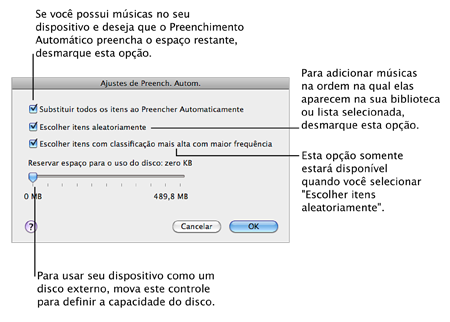 Se você possui músicas no seu
dispositivo e deseja que o Preenchimento
Automático preencha o espaço restante,
desmarque esta opção.
Ajustes de Preench. Autom.
Substituir todos os itens ao Preencher Automaticamente
Escolher itens aleatoriamente
Escolher itens com classificação mais alta com maior frequência
Reservar espaço para o uso do disco: zero KB
0 MB
489,8 MB
?
Cancelar
OK
Para adicionar músicas
na ordem na qual elas
aparecem na sua biblioteca
ou lista selecionada,
desmarque esta opção.
Esta opção somente
estará disponível
quando você selecionar
"Escolher itens
aleatoriamente".
Para usar seu dispositivo como um
disco externo, mova este controle
para definir a capacidade do disco.